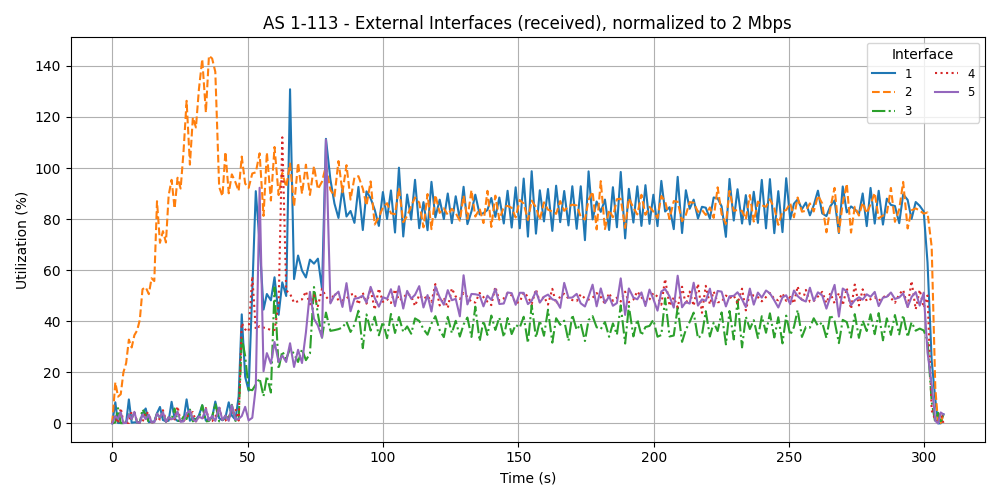 AS 1-113 - External Interfaces (received), normalized to 2 Mbps
Utilization (%)
140
120
100
80
60
40
20
0
0 50 100 150 200 250 300
Time (s)
Interface
1 4
2 5
3